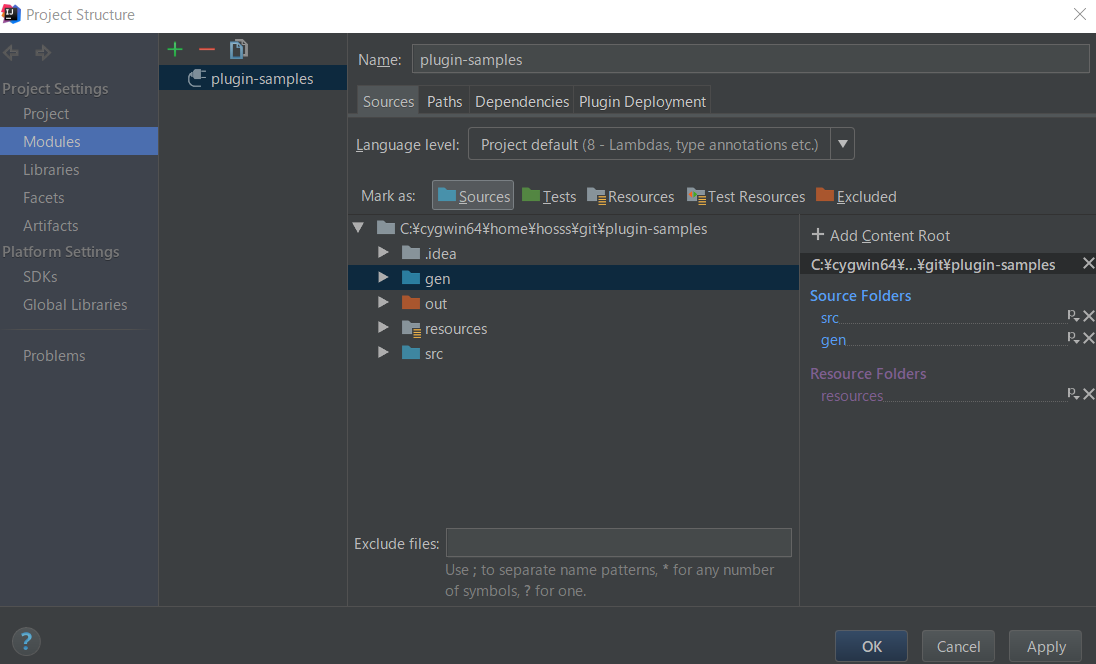 Project Structure
Project Settings
Project
Modules
Libraries
Facets
Artifacts
Platform Settings
SDKs
Global Libraries
Problems
plugin-samples
Name: plugin-samples
Sources Paths Dependencies Plugin Deployment
Language level: Project default (8 - Lambdas, type annotations etc.)
Mark as: Sources Tests Resources Test Resources Excluded
C:¥cygwin64¥home¥hosss¥git¥plugin-samples
.idea
gen
out
resources
src
Exclude files:
Use ; to separate name patterns, * for any number
of symbols, ? for one.
+ Add Content Root
C:¥cygwin64¥...¥git¥plugin-samples
Source Folders
src
gen
Resource Folders
resources
?
OK Cancel Apply